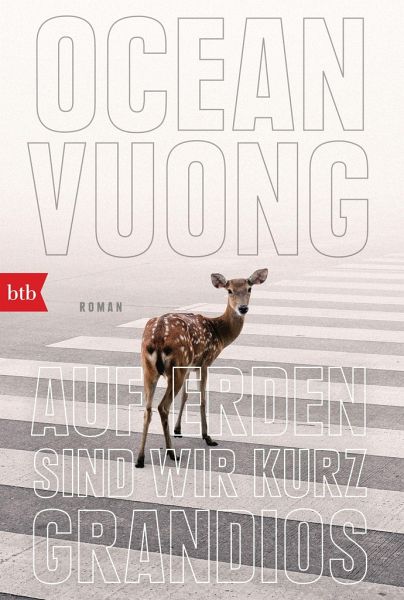 OCEAN
VUONG
btb
ROMAN
AUF ERDEN
SIND WIR KURZ
GRANDIOS